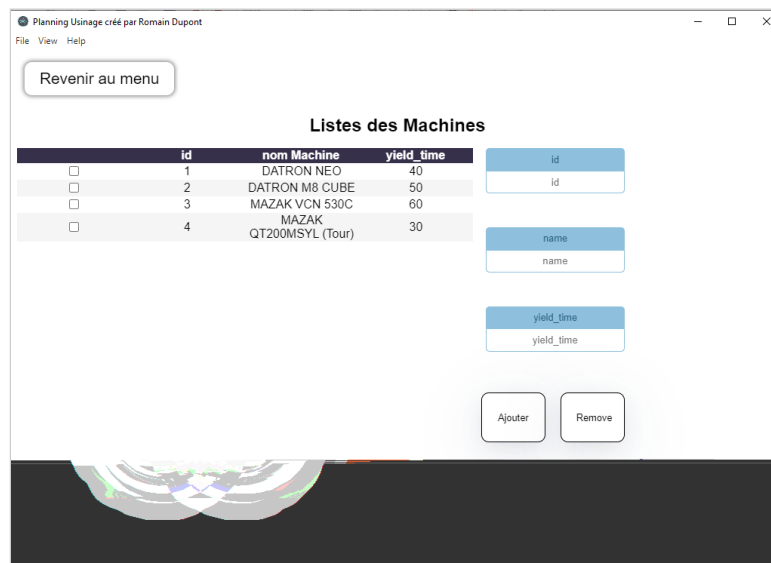 Planning Usinage créé par Romain Dupont
File View Help
Revenir au menu
Listes des Machines
id nom Machine yield_time
1 DATRON NEO 40
2 DATRON M8 CUBE 50
3 MAZAK VCN 530C 60
4 MAZAK QT200MSYL (Tour) 30
id
id
name
name
yield_time
yield_time
Ajouter Remove